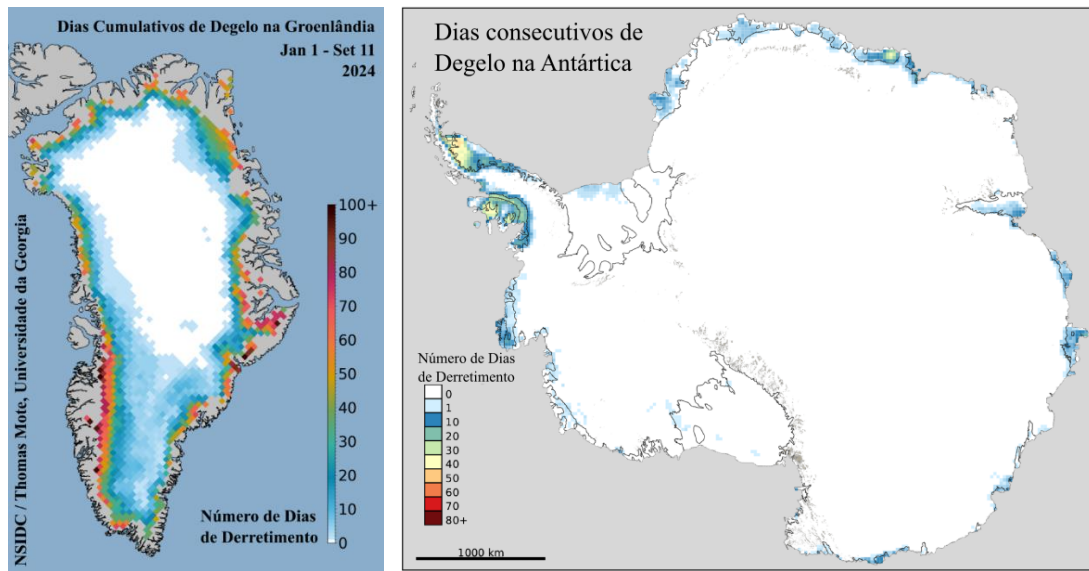 Dias Cumulativos de Degelo na Groenlândia
Jan 1 - Set 11
2024
NSIDC / Thomas Mote, Universidade da Georgia
100+
90
80
70
60
50
40
30
20
10
0
Número de Dias
de Derretimento
Dias consecutivos de
Degelo na Antártica
Número de Dias
de Derretimento
0
1
10
20
30
40
50
60
70
80+
1000 km